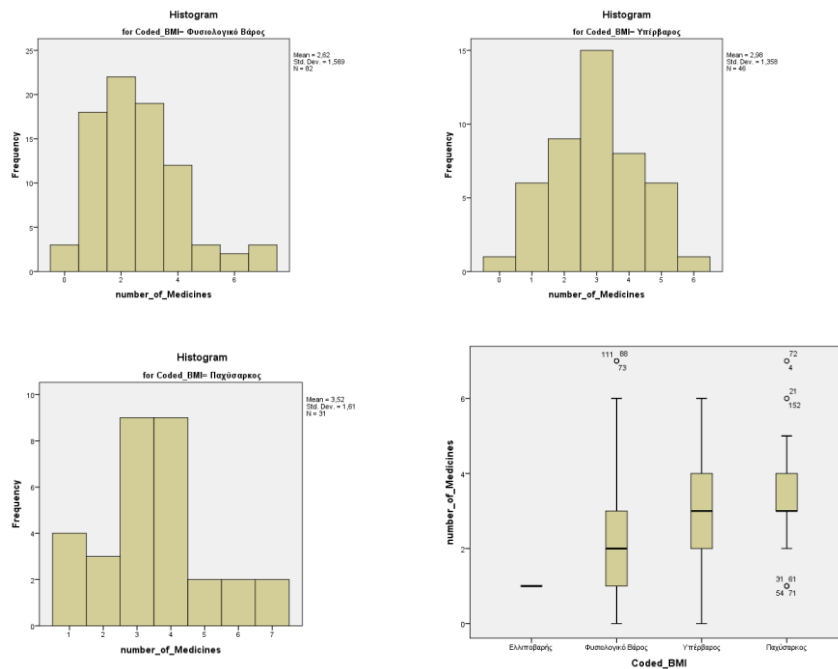 Histogram
for Coded_BMI= Φυσιολογικό Βάρος
Mean = 2,62
Std. Dev. = 1,569
N = 82
Frequency
25
20
15
10
5
0
0 2 4 6
number_of_Medicines
Histogram
for Coded_BMI= Υπέρβαρος
Mean = 2,98
Std. Dev. = 1,358
N = 46
Frequency
15
10
5
0
0 1 2 3 4 5 6
number_of_Medicines
Histogram
for Coded_BMI= Παχύσαρκος
Mean = 3,52
Std. Dev. = 1,61
N = 31
Frequency
10
8
6
4
2
0
1 2 3 4 5 6 7
number_of_Medicines
number_of_Medicines
6
4
2
0
111 88
73
72
4
21
152
31 61
54 71
Ελλιποβαρής Φυσιολογικό Βάρος Υπέρβαρος Παχύσαρκος
Coded_BMI